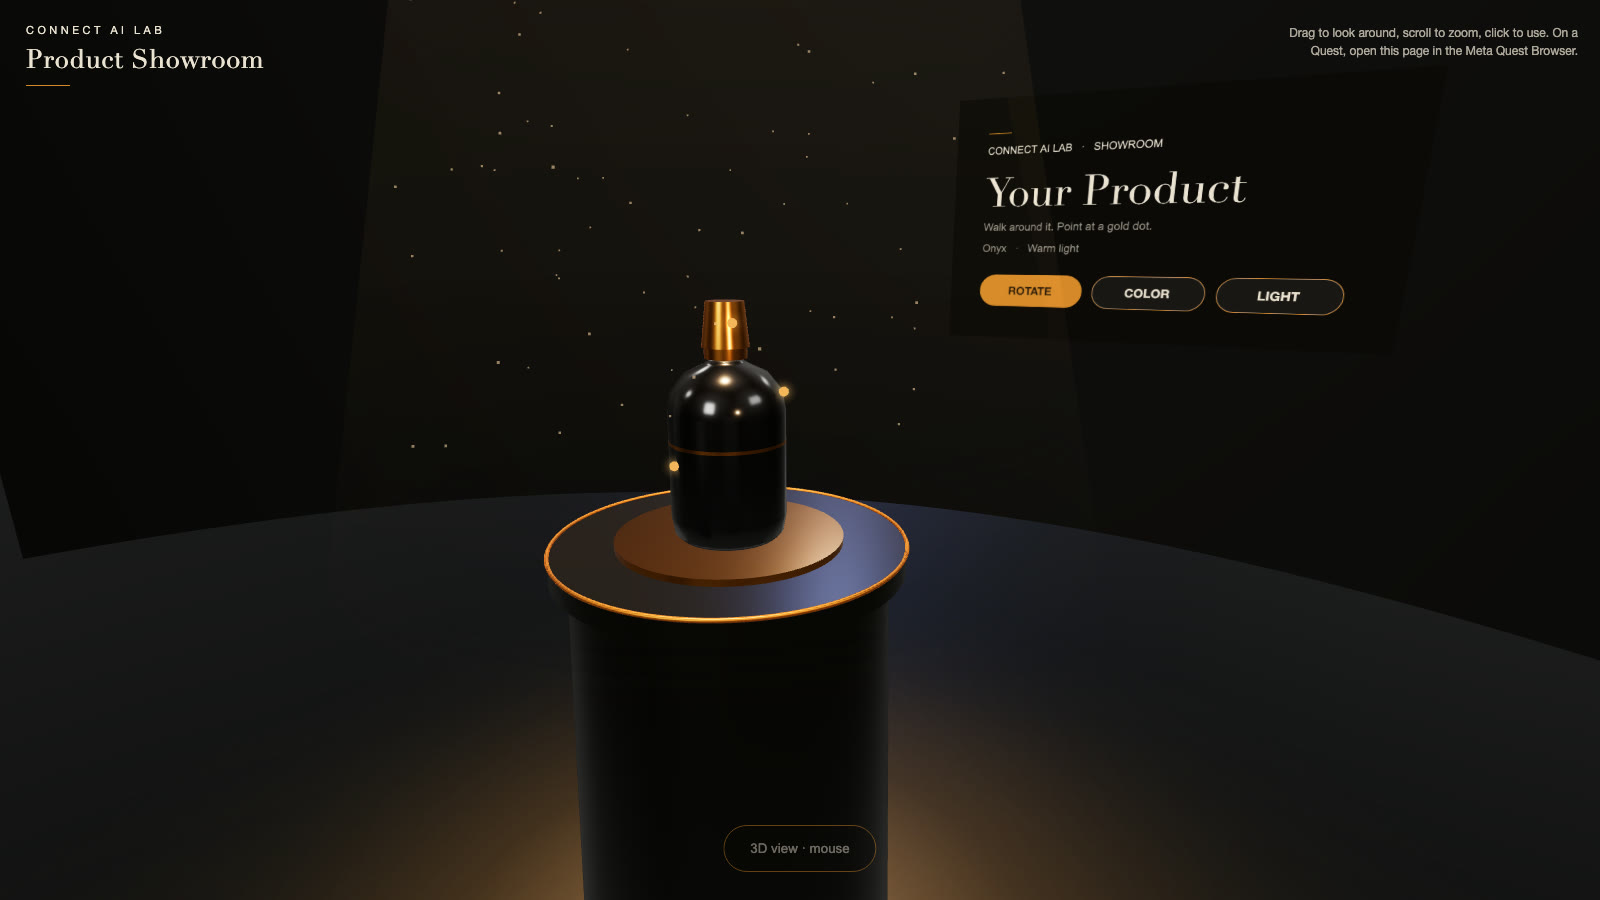 CONNECT AI LAB
Product Showroom
Drag to look around, scroll to zoom, click to use. On a
Quest, open this page in the Meta Quest Browser.
CONNECT AI LAB · SHOWROOM
Your Product
Walk around it. Point at a gold dot.
Onyx · Warm light
ROTATE
COLOR
LIGHT
3D view · mouse